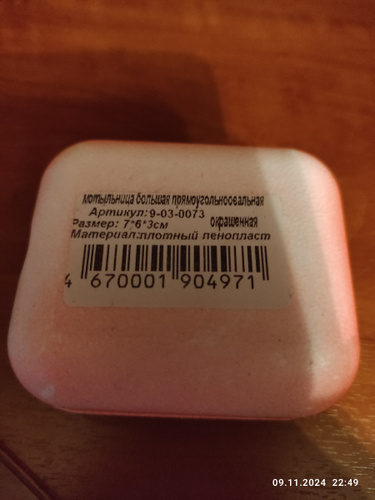 мотыльница большая прямоугольноовальная
Артикул:9-03-0073 окрашенная
Размер: 7*6*3см
Материал:плотный пенопласт
4 670001 904971
09.11.2024 22:49